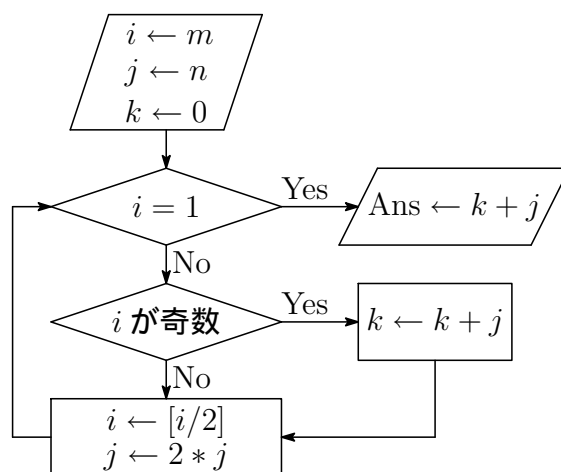 i ← m
j ← n
k ← 0
i = 1
Yes
Ans ← k + j
No
i が奇数
Yes
k ← k + j
No
i ← [i/2]
j ← 2 * j